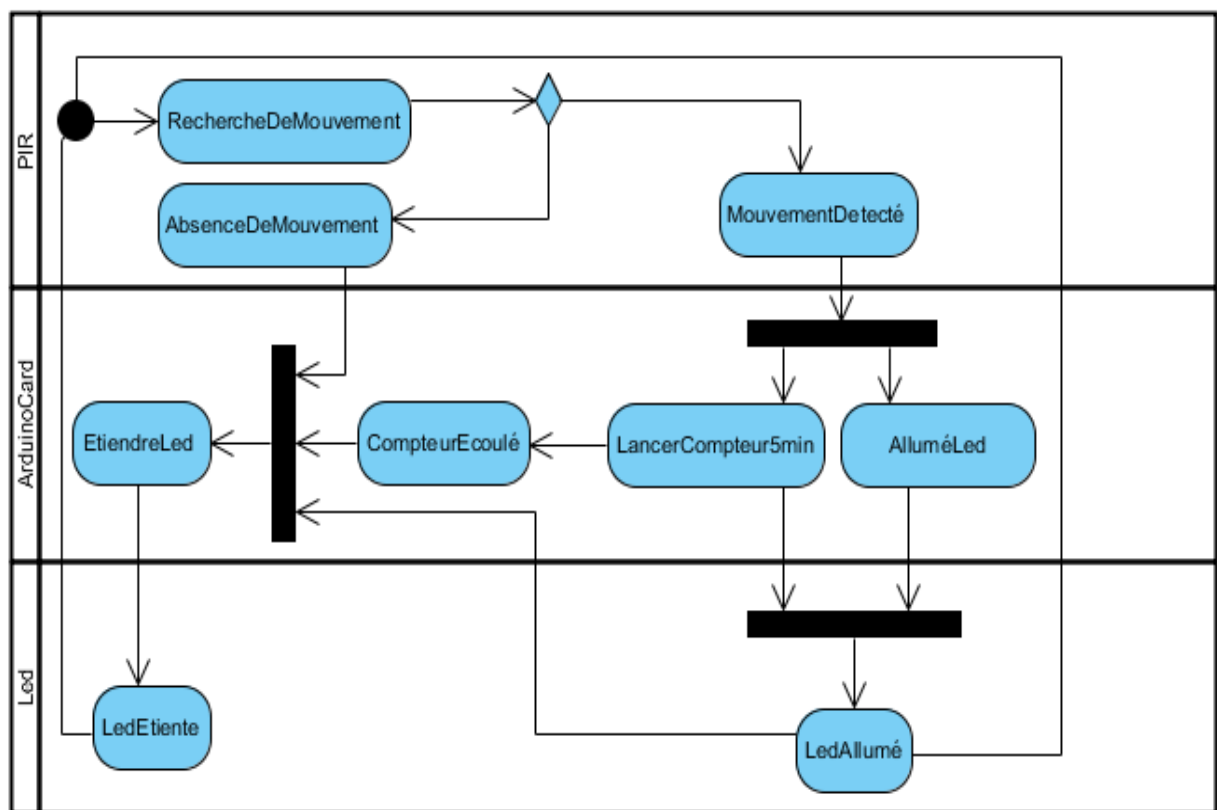 PIR
RechercheDeMouvement
AbsenceDeMouvement
MouvementDetecté
ArduinoCard
EtiendreLed
CompteurEcoulé
LancerCompteur5min
AlluméLed
Led
LedEtiente
LedAllumé